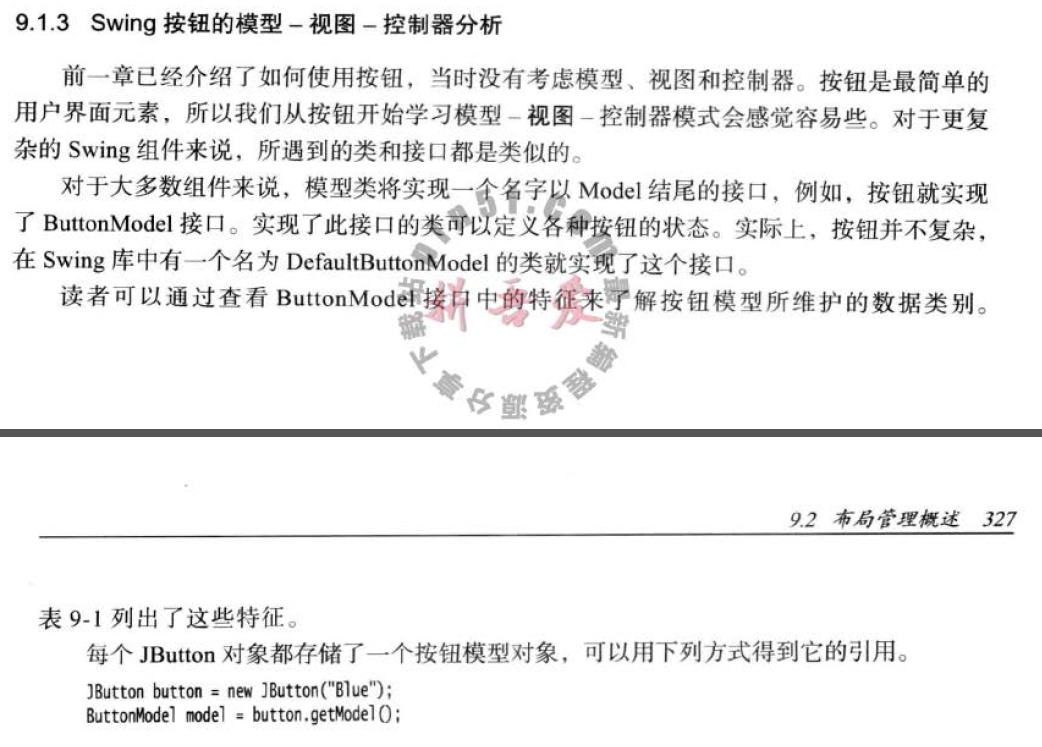 9.1.3 Swing 按钮的模型 – 视图 – 控制器分析
前一章已经介绍了如何使用按钮，当时没有考虑模型、视图和控制器。按钮是最简单的
用户界面元素，所以我们从按钮开始学习模型 – 视图 – 控制器模式会感觉容易些。对于更复
杂的 Swing 组件来说，所遇到的类和接口都是类似的。
对于大多数组件来说，模型类将实现一个名字以 Model 结尾的接口，例如，按钮就实现
了 ButtonModel 接口。实现了此接口的类可以定义各种按钮的状态。实际上，按钮并不复杂，
在 Swing 库中有一个名为 DefaultButtonModel 的类就实现了这个接口。
读者可以通过查看 ButtonModel 接口中的特征来了解按钮模型所维护的数据类别。
拼吾爱
最新编程资源分享下载站
9.2 布局管理概述 327
表 9-1 列出了这些特征。
每个 JButton 对象都存储了一个按钮模型对象，可以用下列方式得到它的引用。
JButton button = new JButton("Blue");
ButtonModel model = button.getModel();